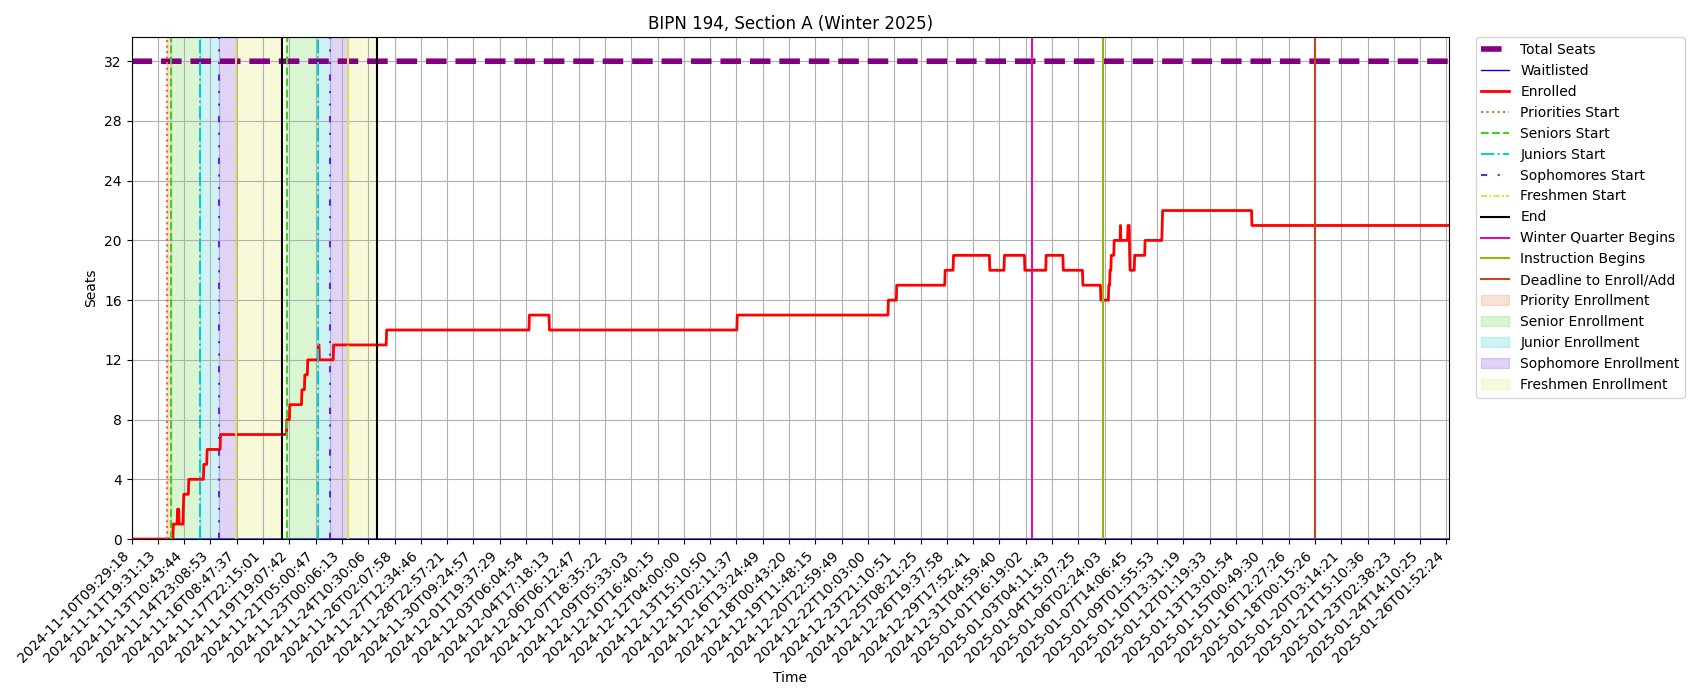 BIPN 194, Section A (Winter 2025)
Seats
32
28
24
20
16
12
8
4
0
2024-11-10T09:29:18
2024-11-11T19:31:13
2024-11-13T10:43:44
2024-11-14T23:08:53
2024-11-16T08:47:37
2024-11-17T22:15:01
2024-11-19T19:07:42
2024-11-21T05:00:47
2024-11-23T00:06:13
2024-11-24T10:30:06
2024-11-26T02:07:58
2024-11-27T12:34:46
2024-11-28T22:57:21
2024-11-30T09:24:57
2024-12-01T19:37:29
2024-12-03T06:04:54
2024-12-04T17:18:13
2024-12-06T06:12:47
2024-12-07T18:35:22
2024-12-09T05:33:03
2024-12-10T16:40:15
2024-12-12T04:00:00
2024-12-13T15:10:50
2024-12-15T02:11:37
2024-12-16T13:24:49
2024-12-18T00:43:20
2024-12-19T11:48:15
2024-12-20T22:59:49
2024-12-22T10:03:00
2024-12-23T21:10:51
2024-12-25T08:21:25
2024-12-26T19:37:58
2024-12-29T17:52:41
2024-12-31T04:59:40
2025-01-01T16:19:02
2025-01-03T04:11:43
2025-01-04T15:07:25
2025-01-06T02:24:03
2025-01-07T14:06:45
2025-01-09T01:55:53
2025-01-10T13:31:19
2025-01-12T01:19:33
2025-01-13T13:01:54
2025-01-15T00:49:30
2025-01-16T12:27:26
2025-01-18T00:15:26
2025-01-20T03:14:21
2025-01-21T15:10:36
2025-01-23T02:38:23
2025-01-24T14:10:25
2025-01-26T01:52:24
Time
Total Seats
Waitlisted
Enrolled
Priorities Start
Seniors Start
Juniors Start
Sophomores Start
Freshmen Start
End
Winter Quarter Begins
Instruction Begins
Deadline to Enroll/Add
Priority Enrollment
Senior Enrollment
Junior Enrollment
Sophomore Enrollment
Freshmen Enrollment